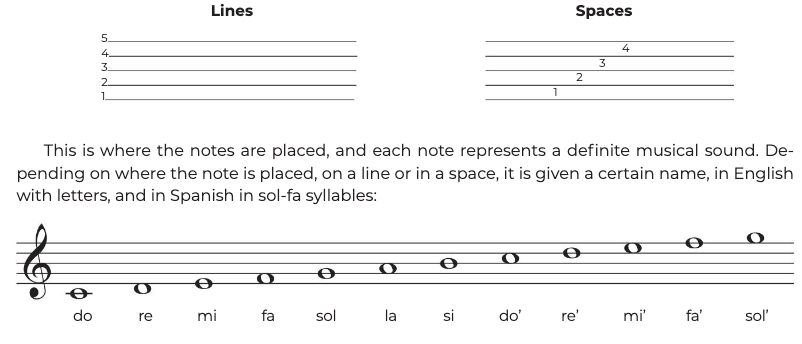 Lines Spaces
5
4 4
3 3
2 2
1 1
This is where the notes are placed, and each note represents a definite musical sound. De-
pending on where the note is placed, on a line or in a space, it is given a certain name, in English
with letters, and in Spanish in sol-fa syllables:
do re mi fa sol la si do’ re’ mi’ fa’ sol’